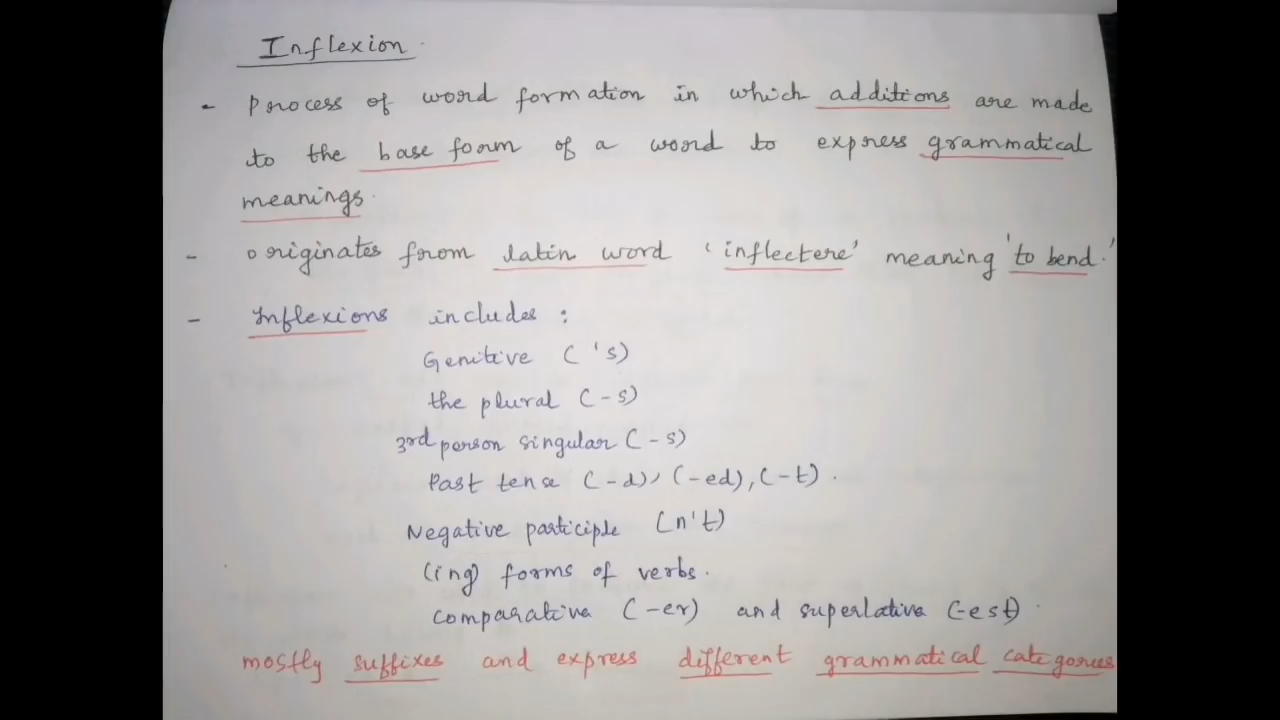 Inflexion.
- Process of word formation in which additions are made
to the base form of a word to express grammatical
meanings.
- originates from latin word 'inflectere' meaning 'to bend.'
- Inflexions includes :
Genitive ('s)
the plural (-s)
3rd person singular (-s)
Past tense (-d), (-ed), (-t).
Negative participle (n't)
(ing) forms of verbs.
comparative (-er) and superlative (-est).
mostly suffixes and express different grammatical categories